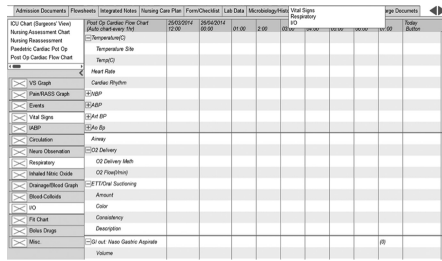 Admission Documents Flowsheets Integrated Notes Nursing Care Plan Form/Checklist Lab Data Microbiology/Histo
Vital Signs
Respiratory
I/O
ICU Chart (Surgeons' View)
Nursing Assessment Chart
Nursing Reassessment
Paedetric Cardiac Pot Op
Post Op Cardiac Flow Chart
Post Op Cardiac Flow Chart
(Auto chart-every 1hr)
25/03/2014
12:00
26/04/2014
00:00
01:00
2:00
Today
Button
Temperature(C)
Temperature Site
Temp(C)
Heart Rate
VS Graph
Cardiac Rhythm
Pain/RASS Graph
NBP
Events
ABP
Vital Signs
Art BP
IABP
Ao Bp
Circulation
Airway
Neuro Observation
O2 Delivery
Respiratory
O2 Delivery Meth
Inhaled Nitric Oxide
O2 Flow(l/min)
Drainage/Blood Graph
ETT/Oral Suctioning
Blood-Colloids
Amount
I/O
Color
Fit Chart
Consistency
Bolus Drugs
Description
Misc.
GI out: Naso Gastric Aspirate
(0)
Volume